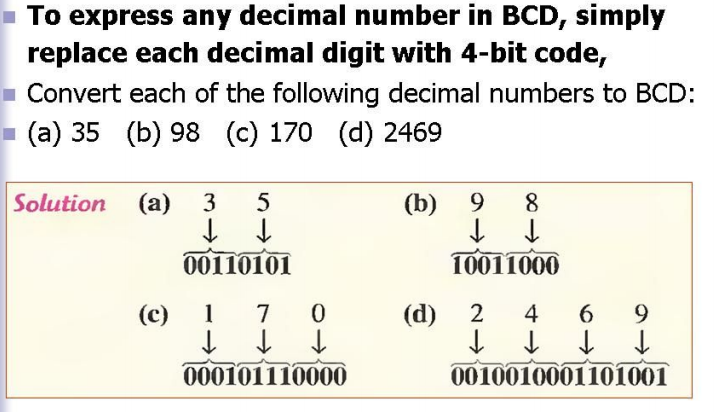 To express any decimal number in BCD, simply
replace each decimal digit with 4-bit code,
Convert each of the following decimal numbers to BCD:
(a) 35 (b) 98 (c) 170 (d) 2469
Solution (a) 3 5 (b) 9 8
↓ ↓ ↓ ↓
00110101 10011000
(c) 1 7 0 (d) 2 4 6 9
↓ ↓ ↓ ↓ ↓ ↓ ↓
000101110000 0010010001101001